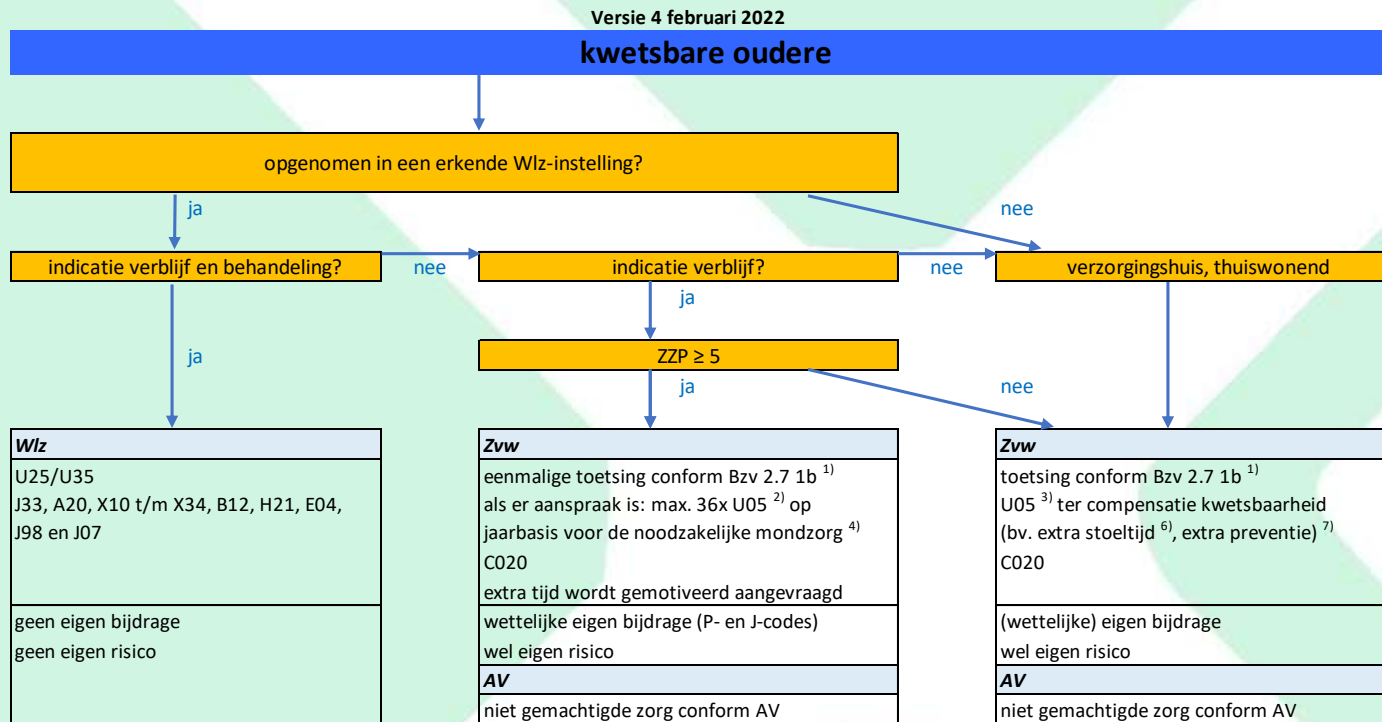 Versie 4 februari 2022
kwetsbare oudere
opgenomen in een erkende Wlz-instelling?
ja
nee
indicatie verblijf en behandeling?
nee
indicatie verblijf?
nee
verzorgingshuis, thuiswonend
ja
ja
ZZP ≥ 5
ja
nee
Wlz
U25/U35
J33, A20, X10 t/m X34, B12, H21, E04,
J98 en J07
geen eigen bijdrage
geen eigen risico
Zvw
eenmalige toetsing conform Bzv 2.7 1b 1)
als er aanspraak is: max. 36x U05 2) op
jaarbasis voor de noodzakelijke mondzorg 4)
C020
extra tijd wordt gemotiveerd aangevraagd
wettelijke eigen bijdrage (P- en J-codes)
wel eigen risico
AV
niet gemachtigde zorg conform AV
Zvw
toetsing conform Bzv 2.7 1b 1)
U05 3) ter compensatie kwetsbaarheid
(bv. extra stoeltijd 6), extra preventie) 7)
C020
(wettelijke) eigen bijdrage
wel eigen risico
AV
niet gemachtigde zorg conform AV